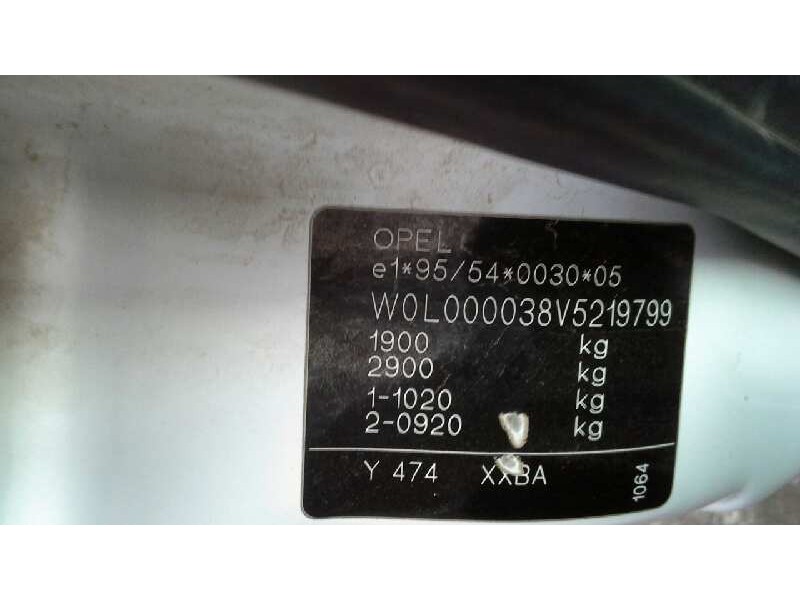 OPEL
e1*95/54*0030*05
W0L000038V5219799
1900 kg
2900 kg
1-1020 kg
2-0920 kg
Y 474 XXBA
1064